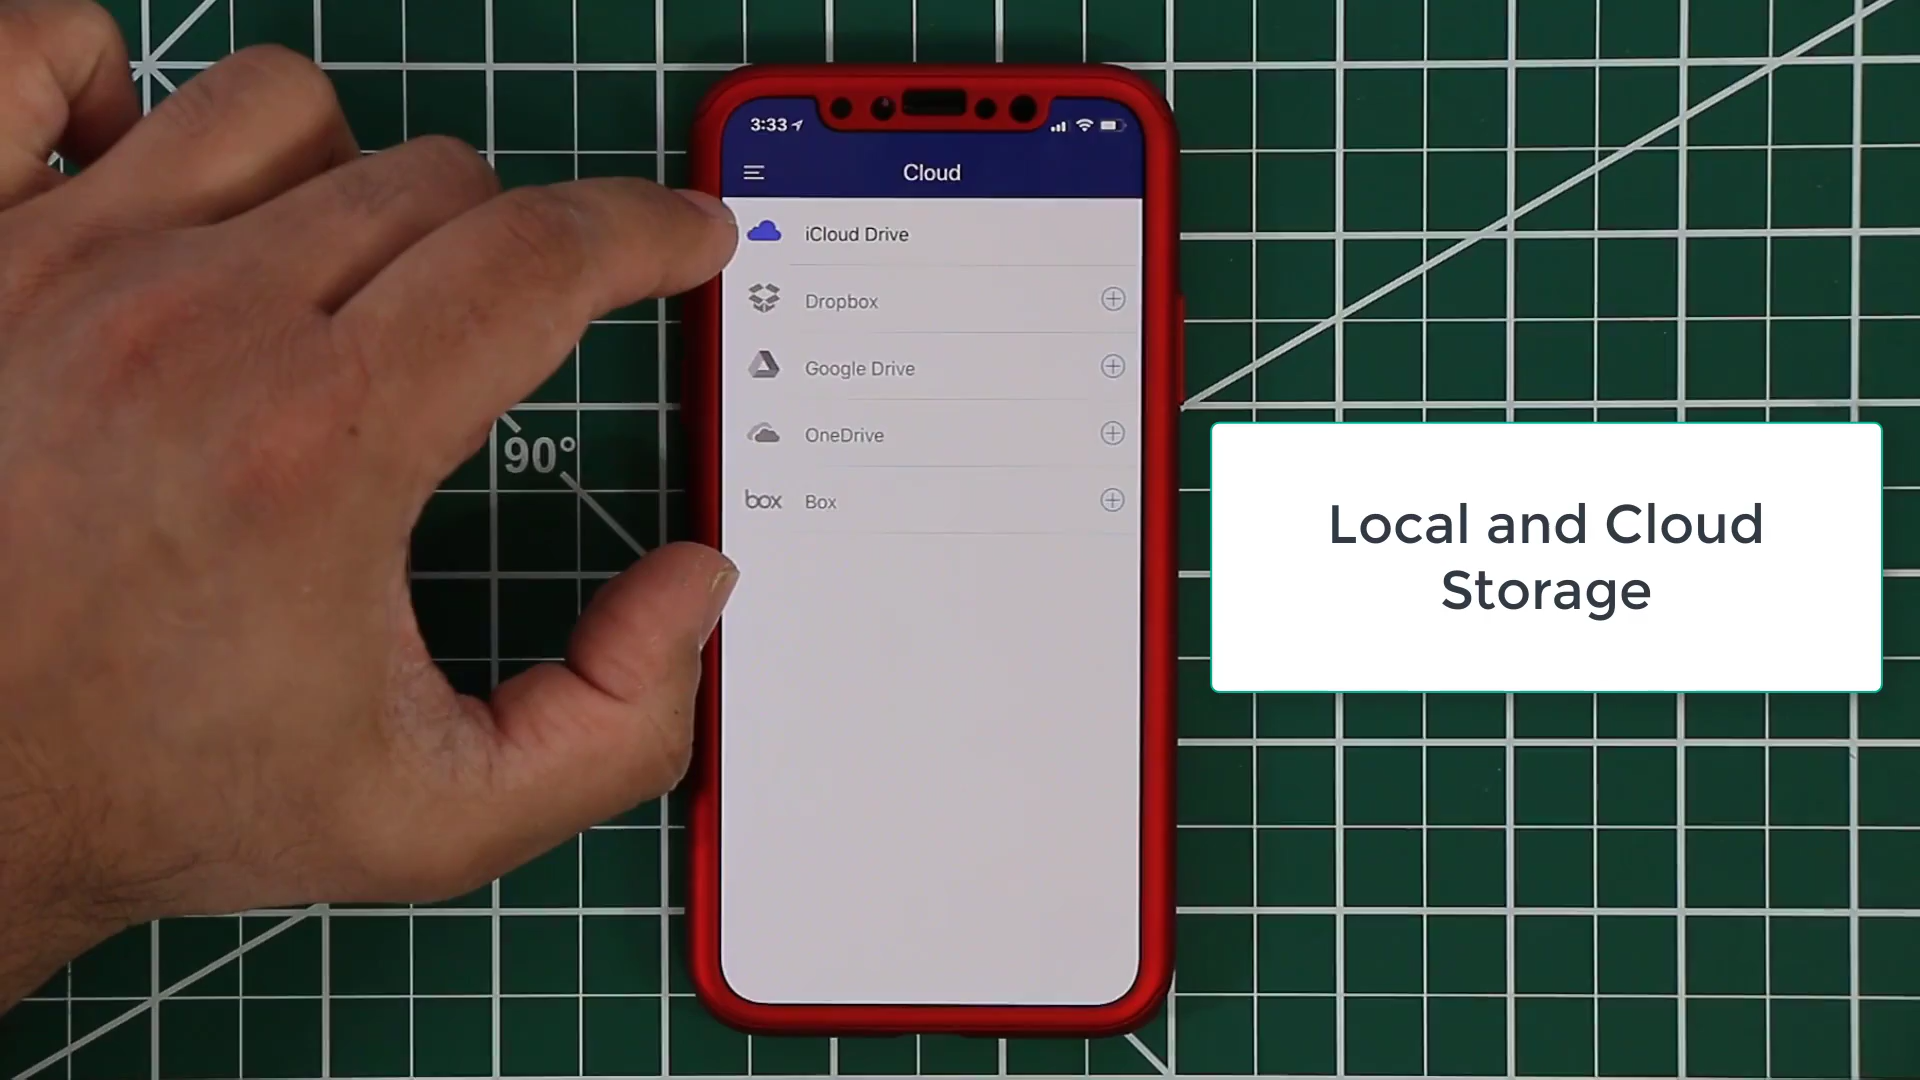 3:33
Cloud
iCloud Drive
Dropbox
Google Drive
OneDrive
box Box
90°
Local and Cloud
Storage